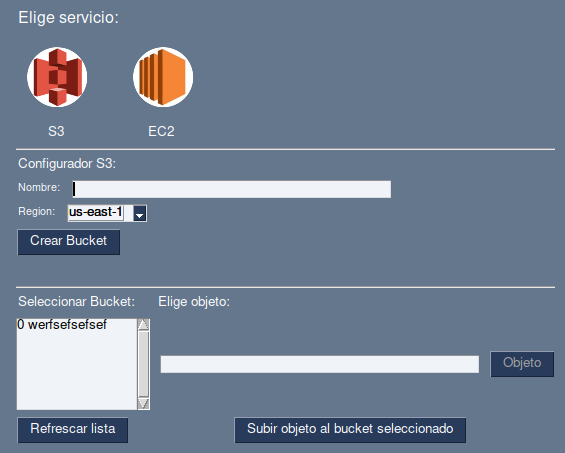 Elige servicio:
S3 EC2
Configurador S3:
Nombre:
Region: us-east-1
Crear Bucket
Seleccionar Bucket: Elige objeto:
0 werfsefsefsef
Objeto
Refrescar lista Subir objeto al bucket seleccionado